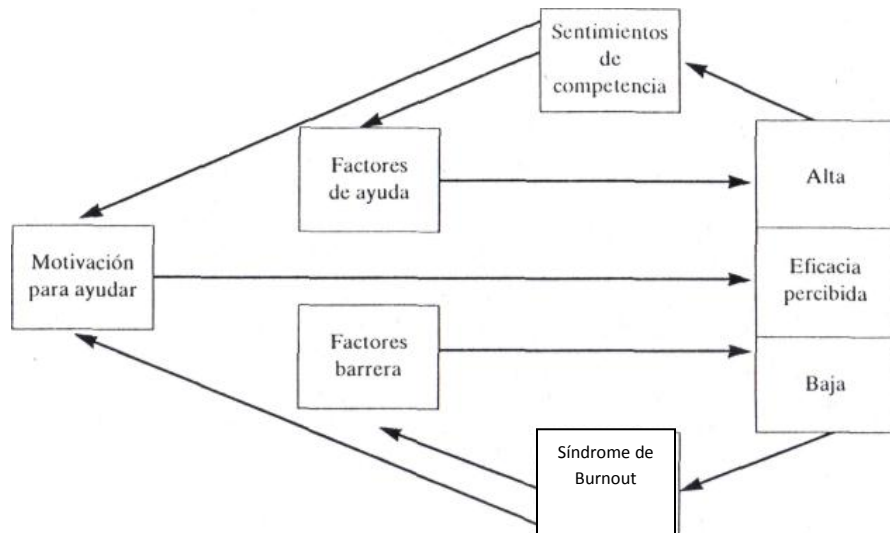 Sentimientos
de
competencia
Factores
de ayuda
Alta
Motivación
para ayudar
Eficacia
percibida
Factores
barrera
Baja
Síndrome de
Burnout